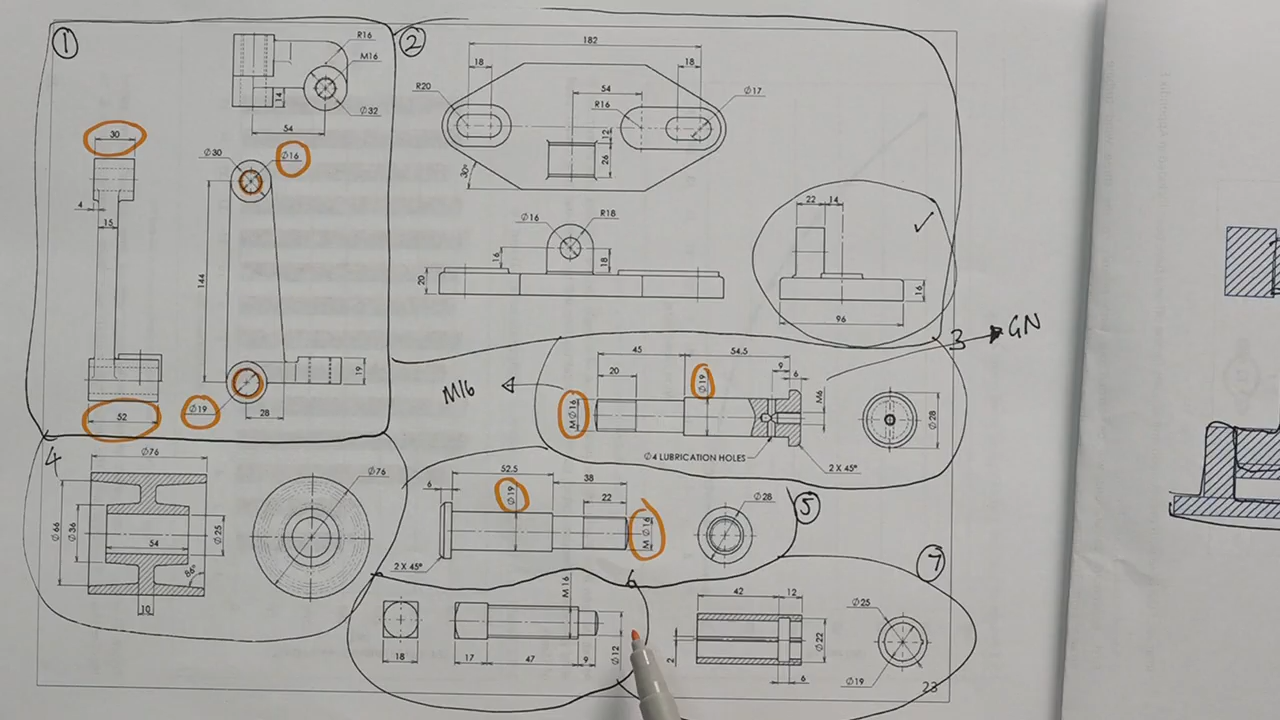 1
R16
M16
14
Ø32
54
30
Ø30
Ø16
4
15
144
52
Ø19
28
19
2
182
18
18
R20
54
R16
Ø17
12
26
30°
Ø16
R18
16
18
20
22
14
96
16
3
GN
M16
45
54.5
20
Ø19
9
6
MØ16
M6
Ø28
Ø4 LUBRICATION HOLES
2 X 45°
4
Ø76
Ø76
Ø66
Ø36
54
Ø25
86°
10
5
52.5
38
6
Ø19
22
MØ16
Ø28
2 X 45°
6
M16
18
17
47
9
Ø12
7
42
12
Ø25
Ø22
2
6
Ø19
23